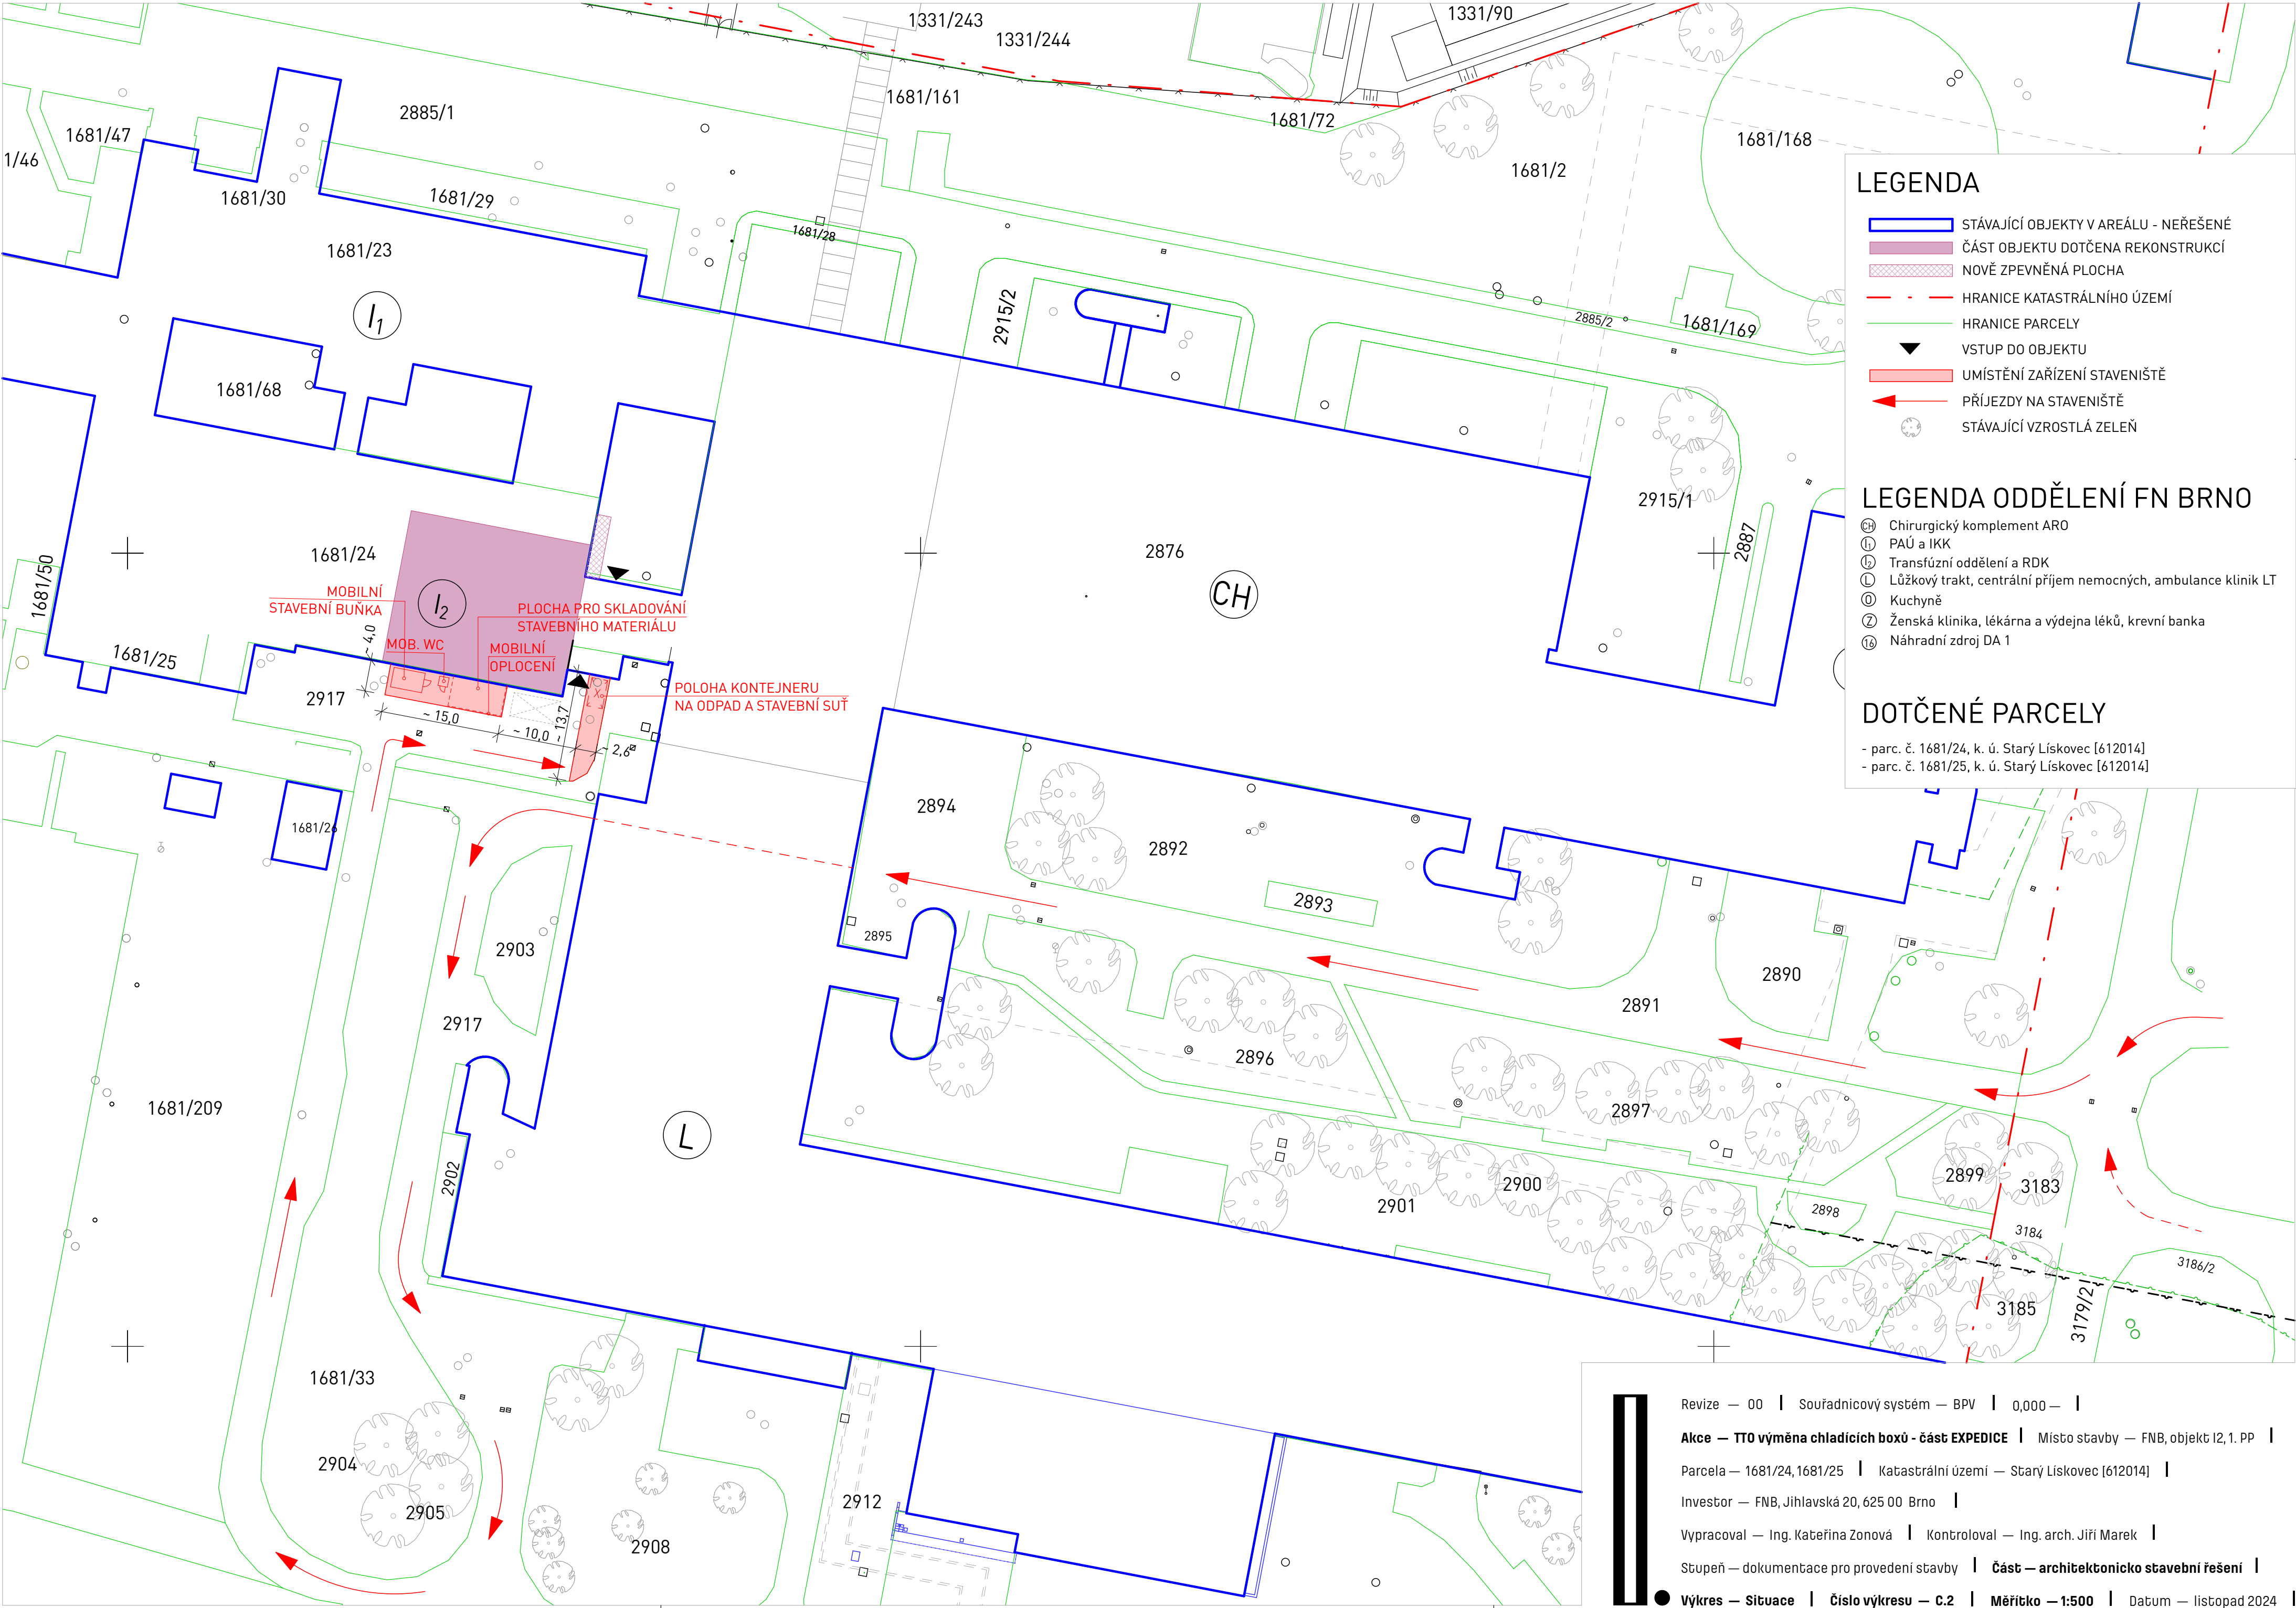 1331/243
1331/244
1331/90
1681/161
1681/72
2885/1
1681/47
1/46
1681/168
1681/2
1681/30
1681/29
1681/28
1681/23
I1
2915/2
2885/2
1681/169
1681/68
2915/1
2887
1681/24
2876
CH
1681/50
MOBILNÍ
STAVEBNÍ BUŇKA
I2
PLOCHA PRO SKLADOVÁNÍ
STAVEBNÍHO MATERIÁLU
~ 4,0
MOB. WC
MOBILNÍ
OPLOCENÍ
1681/25
2917
POLOHA KONTEJNERU
NA ODPAD A STAVEBNÍ SUŤ
~ 15,0
~ 10,0
~ 13,7
~ 2,6
1681/26
2894
2892
2893
2895
2903
2890
2891
2917
2896
2897
1681/209
L
2902
2899
3183
2900
2901
2898
3184
3186/2
3185
3179/2
1681/33
2904
2905
2912
2908
LEGENDA
STÁVAJÍCÍ OBJEKTY V AREÁLU - NEŘEŠENÉ
ČÁST OBJEKTU DOTČENA REKONSTRUKCÍ
NOVĚ ZPEVNĚNÁ PLOCHA
HRANICE KATASTRÁLNÍHO ÚZEMÍ
HRANICE PARCELY
VSTUP DO OBJEKTU
UMÍSTĚNÍ ZAŘÍZENÍ STAVENIŠTĚ
PŘÍJEZDY NA STAVENIŠTĚ
STÁVAJÍCÍ VZROSTLÁ ZELEŇ
LEGENDA ODDĚLENÍ FN BRNO
CH Chirurgický komplement ARO
I1 PAÚ a IKK
I2 Transfúzní oddělení a RDK
L Lůžkový trakt, centrální příjem nemocných, ambulance klinik LT
O Kuchyně
Z Ženská klinika, lékárna a výdejna léků, krevní banka
16 Náhradní zdroj DA 1
DOTČENÉ PARCELY
- parc. č. 1681/24, k. ú. Starý Lískovec [612014]
- parc. č. 1681/25, k. ú. Starý Lískovec [612014]
Revize — 00 | Souřadnicový systém — BPV | 0,000 — |
Akce — TTO výměna chladících boxů - část EXPEDICE | Místo stavby — FNB, objekt I2, 1. PP |
Parcela — 1681/24, 1681/25 | Katastrální území — Starý Lískovec [612014] |
Investor — FNB, Jihlavská 20, 625 00 Brno |
Vypracoval — Ing. Kateřina Zonová | Kontroloval — Ing. arch. Jiří Marek |
Stupeň — dokumentace pro provedení stavby | Část — architektonicko stavební řešení |
Výkres — Situace | Číslo výkresu — C.2 | Měřítko — 1:500 | Datum — listopad 2024